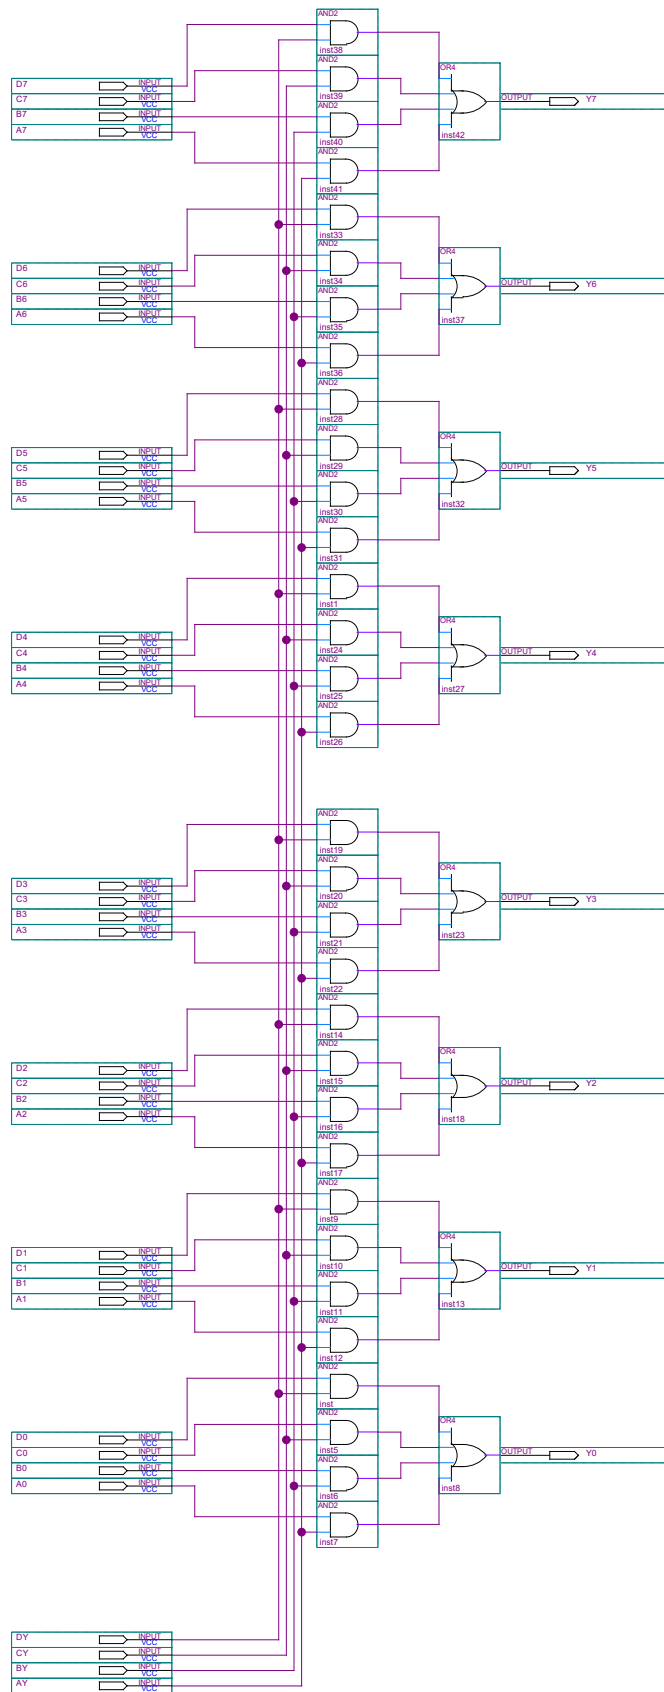 AND2
inst38
AND2
inst39
AND2
inst40
AND2
inst41
D7 INPUT VCC
C7 INPUT VCC
B7 INPUT VCC
A7 INPUT VCC
OR4
inst42
OUTPUT Y7
AND2
inst33
AND2
inst34
AND2
inst35
AND2
inst36
D6 INPUT VCC
C6 INPUT VCC
B6 INPUT VCC
A6 INPUT VCC
OR4
inst37
OUTPUT Y6
AND2
inst28
AND2
inst29
AND2
inst30
AND2
inst31
D5 INPUT VCC
C5 INPUT VCC
B5 INPUT VCC
A5 INPUT VCC
OR4
inst32
OUTPUT Y5
AND2
inst1
AND2
inst24
AND2
inst25
AND2
inst26
D4 INPUT VCC
C4 INPUT VCC
B4 INPUT VCC
A4 INPUT VCC
OR4
inst27
OUTPUT Y4
AND2
inst19
AND2
inst20
AND2
inst21
AND2
inst22
D3 INPUT VCC
C3 INPUT VCC
B3 INPUT VCC
A3 INPUT VCC
OR4
inst23
OUTPUT Y3
AND2
inst14
AND2
inst15
AND2
inst16
AND2
inst17
D2 INPUT VCC
C2 INPUT VCC
B2 INPUT VCC
A2 INPUT VCC
OR4
inst18
OUTPUT Y2
AND2
inst9
AND2
inst10
AND2
inst11
AND2
inst12
D1 INPUT VCC
C1 INPUT VCC
B1 INPUT VCC
A1 INPUT VCC
OR4
inst13
OUTPUT Y1
AND2
inst
AND2
inst5
AND2
inst6
AND2
inst7
D0 INPUT VCC
C0 INPUT VCC
B0 INPUT VCC
A0 INPUT VCC
OR4
inst8
OUTPUT Y0
DY INPUT VCC
CY INPUT VCC
BY INPUT VCC
AY INPUT VCC